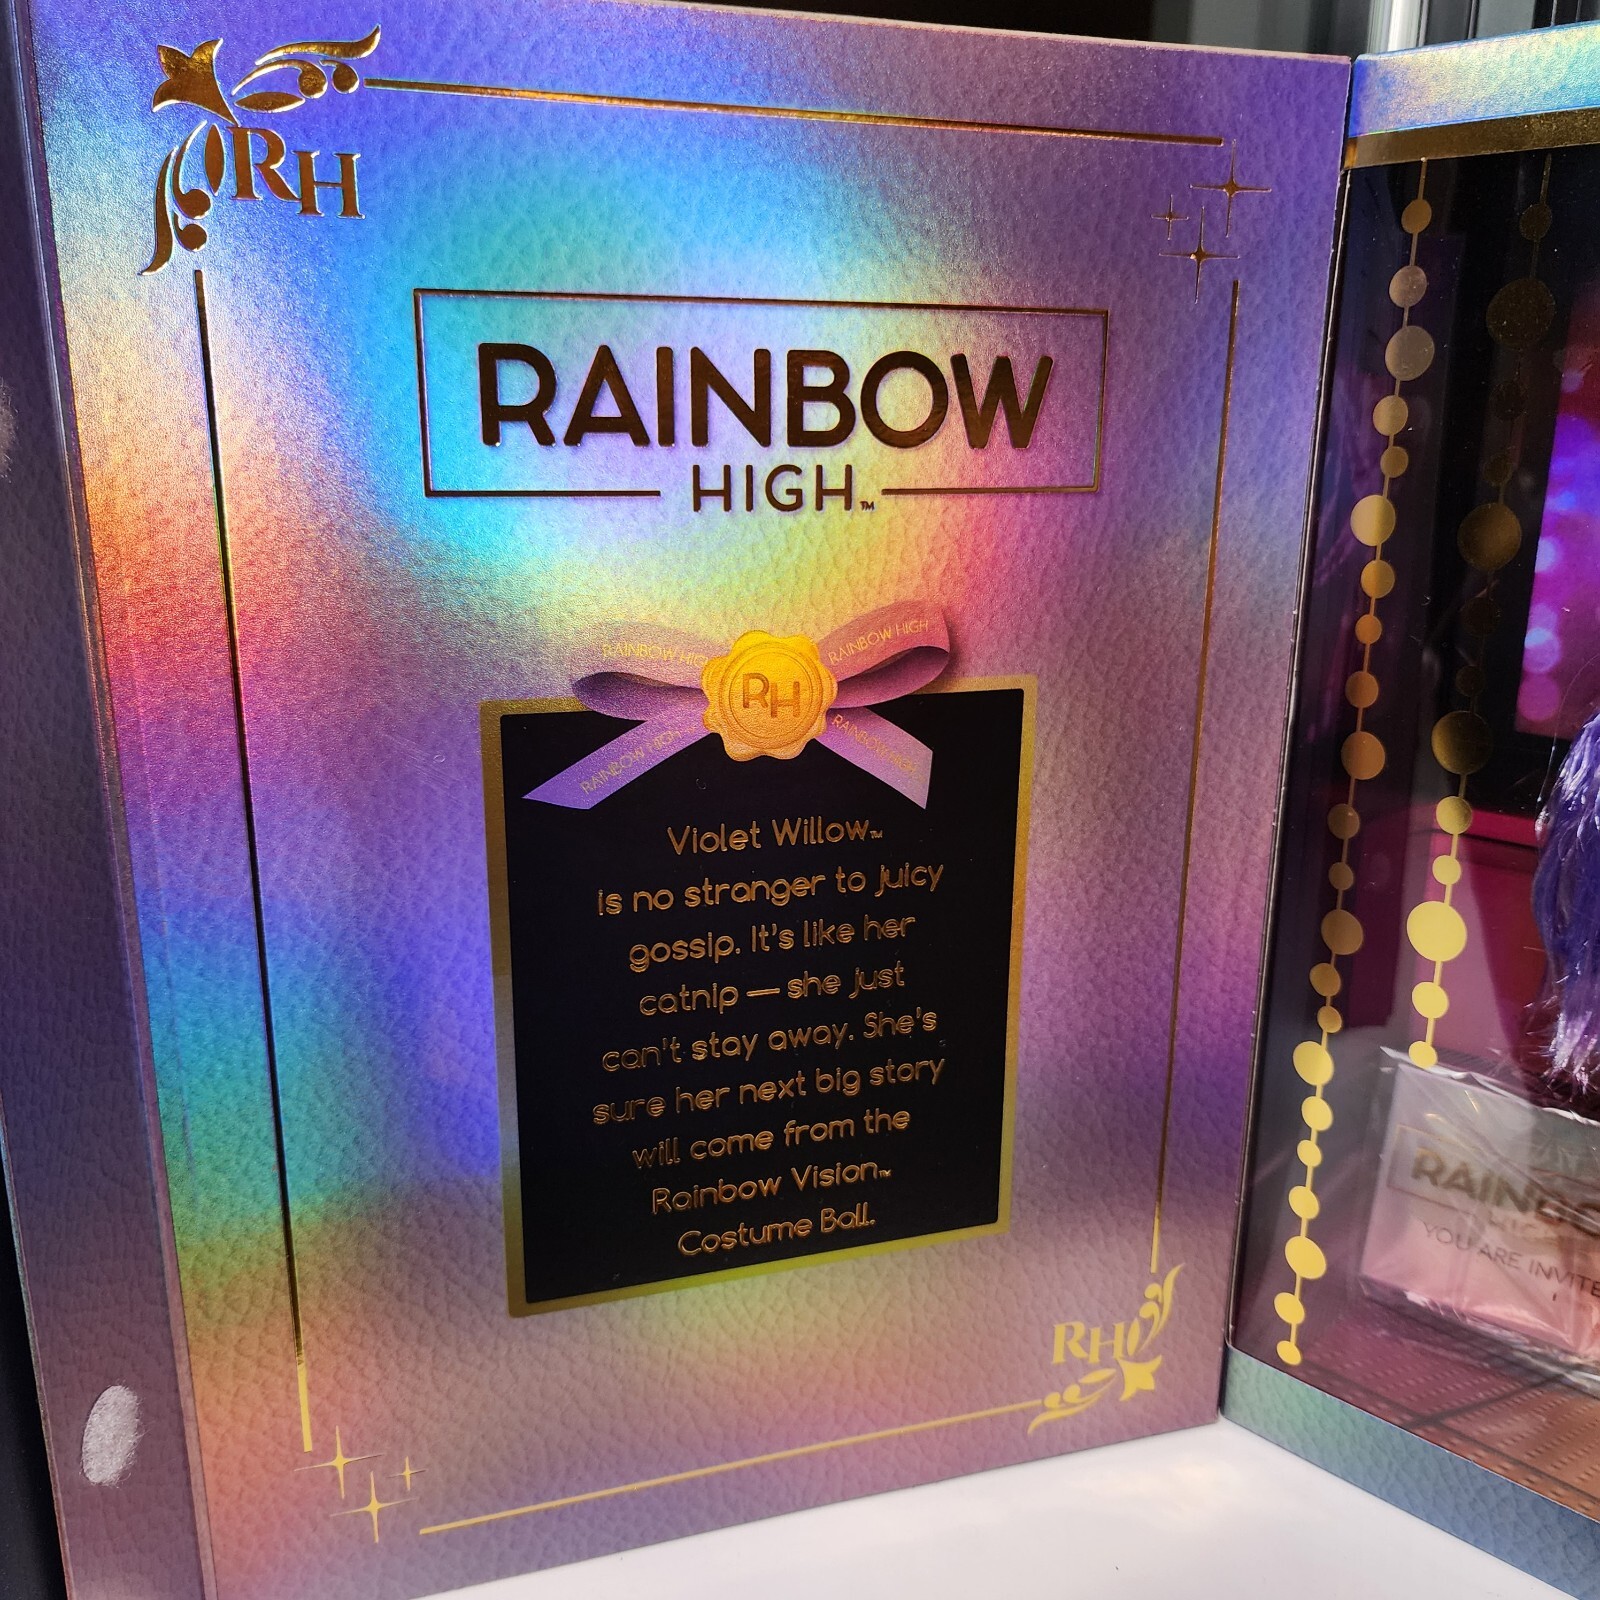 RH
RAINBOW
HIGH™
RAINBOW HIG
RAINBOW HIGH
RH
RAINBOW HIGH
RAINBOW HIGH
Violet Willow™
is no stranger to juicy
gossip. It's like her
catnip — she just
can't stay away. She's
sure her next big story
will come from the
Rainbow Vision™
Costume Ball.
RH
RAINBO
HIGH
YOU ARE INVITE